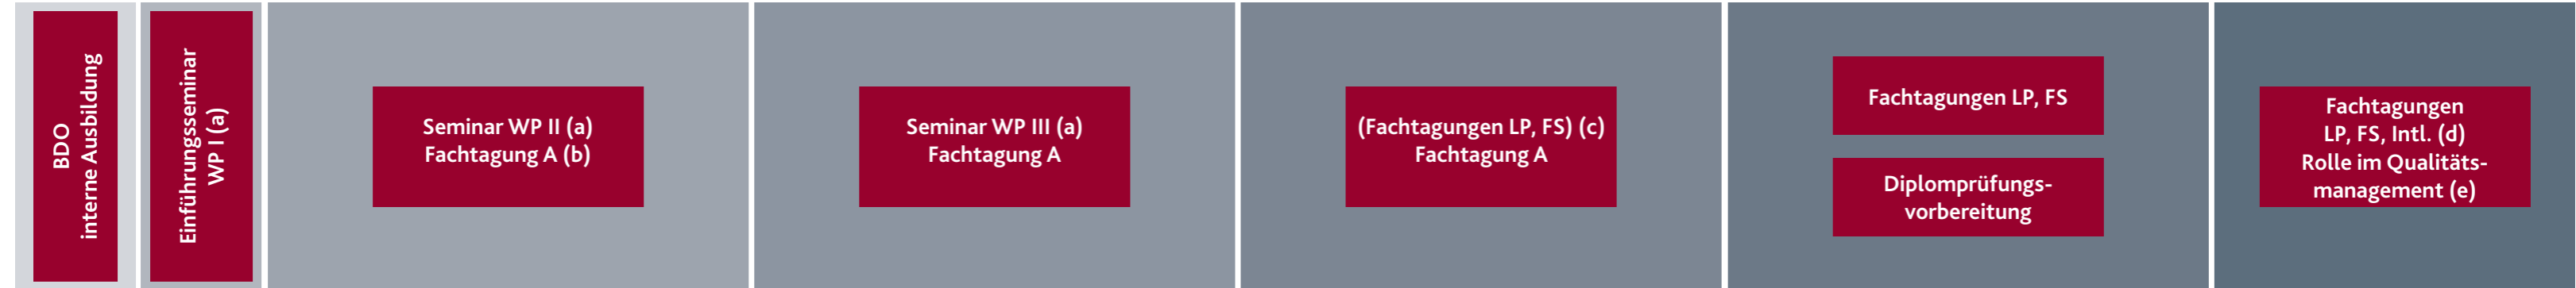 BDO
interne Ausbildung
Einführungsseminar
WP I (a)
Seminar WP II (a)
Fachtagung A (b)
Seminar WP III (a)
Fachtagung A
(Fachtagungen LP, FS) (c)
Fachtagung A
Fachtagungen LP, FS
Diplomprüfungs-
vorbereitung
Fachtagungen
LP, FS, Intl. (d)
Rolle im Qualitäts-
management (e)